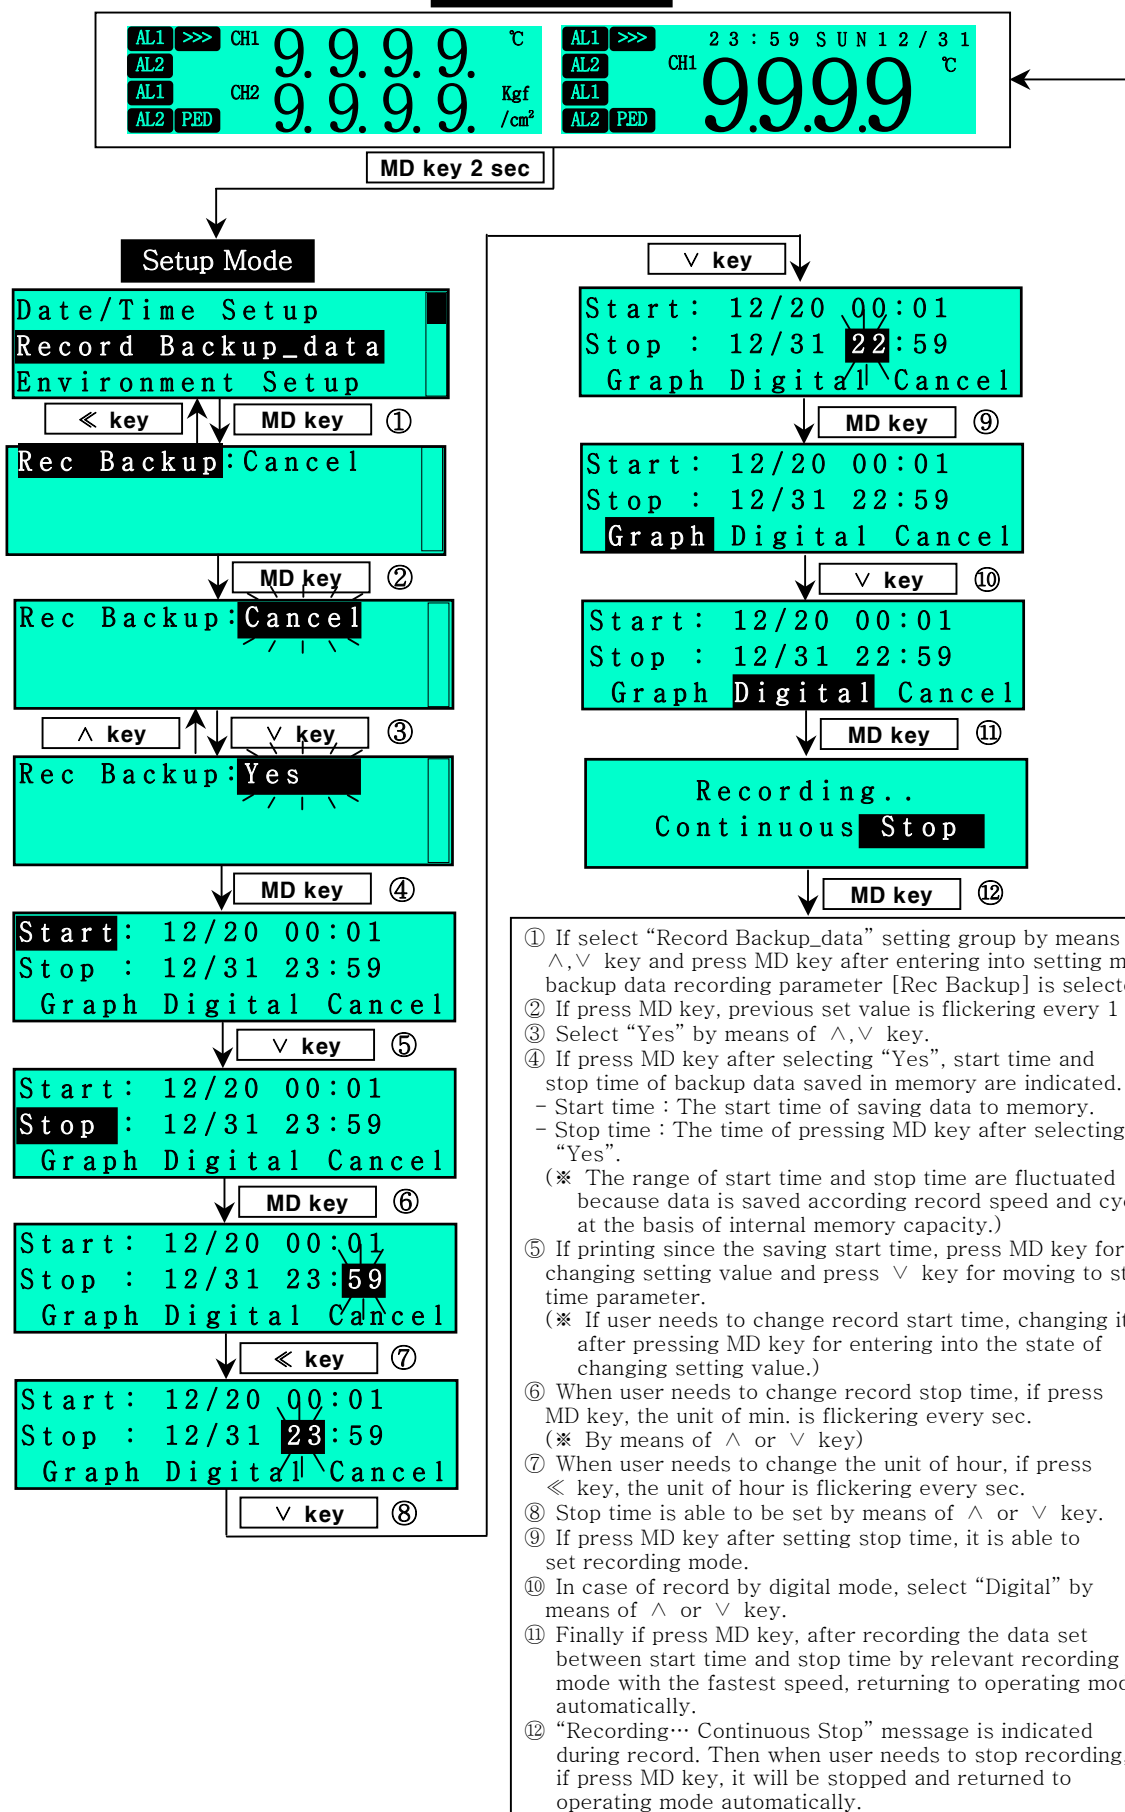 AL1 >>> CH1 9. 9. 9. 9. ℃
AL2
AL1 CH2 9. 9. 9. 9. Kgf
AL2 PED /cm²
AL1 >>> 23:59 SUN12/31
AL2 CH1 9.9.9.9 ℃
AL1
AL2 PED
MD key 2 sec
Setup Mode
Date/Time Setup
Record Backup_data
Environment Setup
≪ key MD key ①
Rec Backup:Cancel
MD key ②
Rec Backup:Cancel
∧ key ∨ key ③
Rec Backup:Yes
MD key ④
Start: 12/20 00:01
Stop : 12/31 23:59
Graph Digital Cancel
∨ key ⑤
Start: 12/20 00:01
Stop : 12/31 23:59
Graph Digital Cancel
MD key ⑥
Start: 12/20 00:01
Stop : 12/31 23:59
Graph Digital Cancel
≪ key ⑦
Start: 12/20 00:01
Stop : 12/31 23:59
Graph Digital Cancel
∨ key ⑧
∨ key
Start: 12/20 00:01
Stop : 12/31 22:59
Graph Digital Cancel
MD key ⑨
Start: 12/20 00:01
Stop : 12/31 22:59
Graph Digital Cancel
∨ key ⑩
Start: 12/20 00:01
Stop : 12/31 22:59
Graph Digital Cancel
MD key ⑪
Recording..
Continuous Stop
MD key ⑫
① If select “Record Backup_data” setting group by means
∧,∨ key and press MD key after entering into setting
backup data recording parameter [Rec Backup] is
② If press MD key, previous set value is flickering every 1
③ Select “Yes” by means of ∧,∨ key.
④ If press MD key after selecting “Yes”, start time and
stop time of backup data saved in memory are indicated.
- Start time : The start time of saving data to memory.
- Stop time : The time of pressing MD key after selecting
“Yes”.
(※ The range of start time and stop time are fluctuated
because data is saved according record speed and
at the basis of internal memory capacity.)
⑤ If printing since the saving start time, press MD key for
changing setting value and press ∨ key for moving to
time parameter.
(※ If user needs to change record start time, changing it
after pressing MD key for entering into the state of
changing setting value.)
⑥ When user needs to change record stop time, if press
MD key, the unit of min. is flickering every sec.
(※ By means of ∧ or ∨ key)
⑦ When user needs to change the unit of hour, if press
≪ key, the unit of hour is flickering every sec.
⑧ Stop time is able to be set by means of ∧ or ∨ key.
⑨ If press MD key after setting stop time, it is able to
set recording mode.
⑩ In case of record by digital mode, select “Digital” by
means of ∧ or ∨ key.
⑪ Finally if press MD key, after recording the data set
between start time and stop time by relevant recording
mode with the fastest speed, returning to operating
automatically.
⑫ “Recording… Continuous Stop” message is indicated
during record. Then when user needs to stop recording,
if press MD key, it will be stopped and returned to
operating mode automatically.